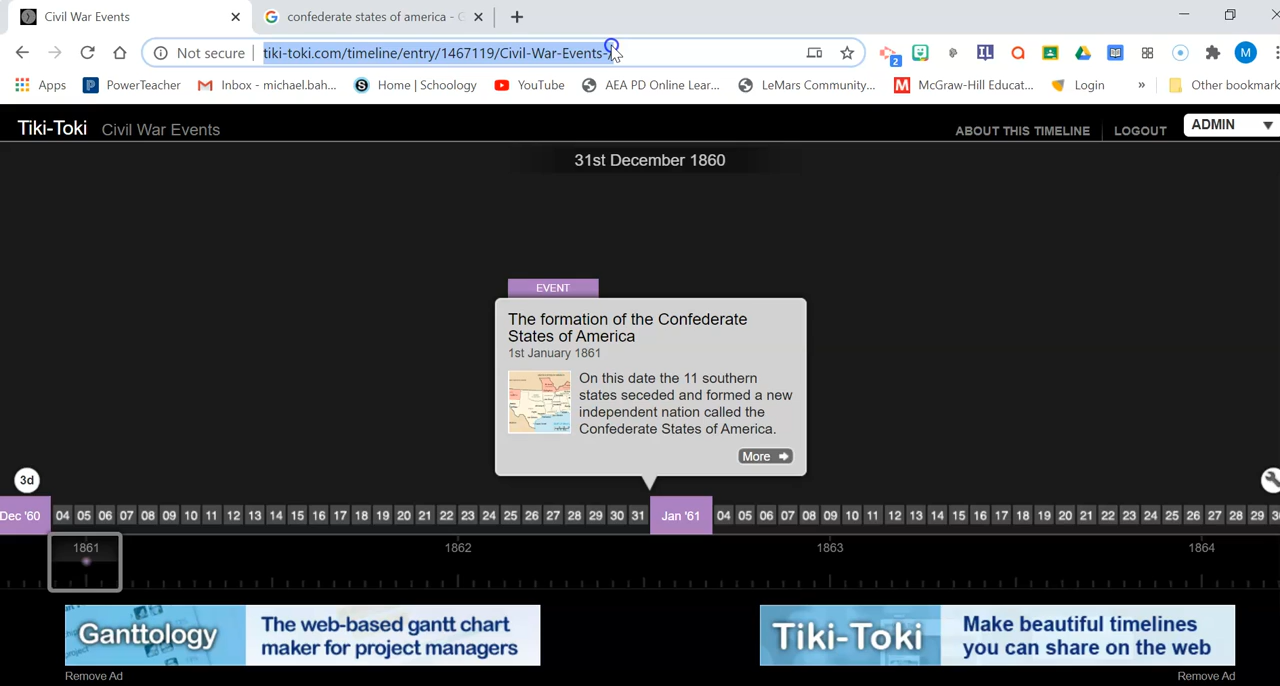 Civil War Events
confederate states of america - G
Not secure
tiki-toki.com/timeline/entry/1467119/Civil-War-Events-
2
M
Apps
PowerTeacher
Inbox - michael.bah...
Home | Schoology
YouTube
AEA PD Online Lear...
LeMars Community...
McGraw-Hill Educat...
Login
»
Other bookmark
Tiki-Toki
Civil War Events
ABOUT THIS TIMELINE
LOGOUT
ADMIN
31st December 1860
EVENT
The formation of the Confederate
States of America
1st January 1861
On this date the 11 southern
states seceded and formed a new
independent nation called the
Confederate States of America.
More
3d
Dec '60 04 05 06 07 08 09 10 11 12 13 14 15 16 17 18 19 20 21 22 23 24 25 26 27 28 29 30 31 Jan '61 04 05 06 07 08 09 10 11 12 13 14 15 16 17 18 19 20 21 22 23 24 25 26 27 28 29
1861 1862 1863 1864
Ganttology
The web-based gantt chart
maker for project managers
Tiki-Toki
Make beautiful timelines
you can share on the web
Remove Ad
Remove Ad